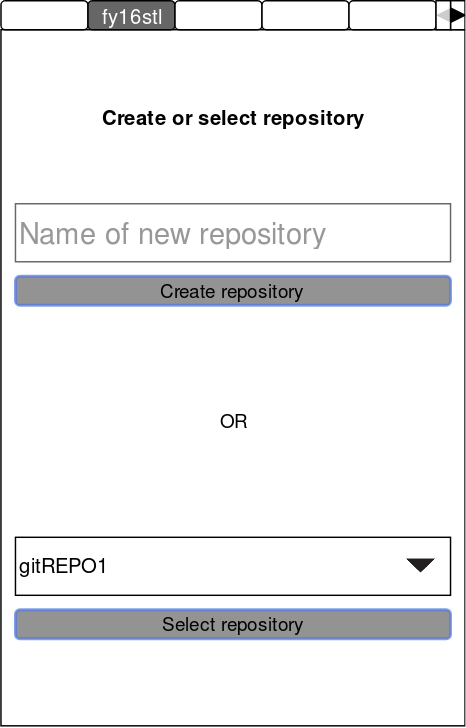 fy16stl
Create or select repository
Name of new repository
Create repository
OR
gitREPO1
Select repository